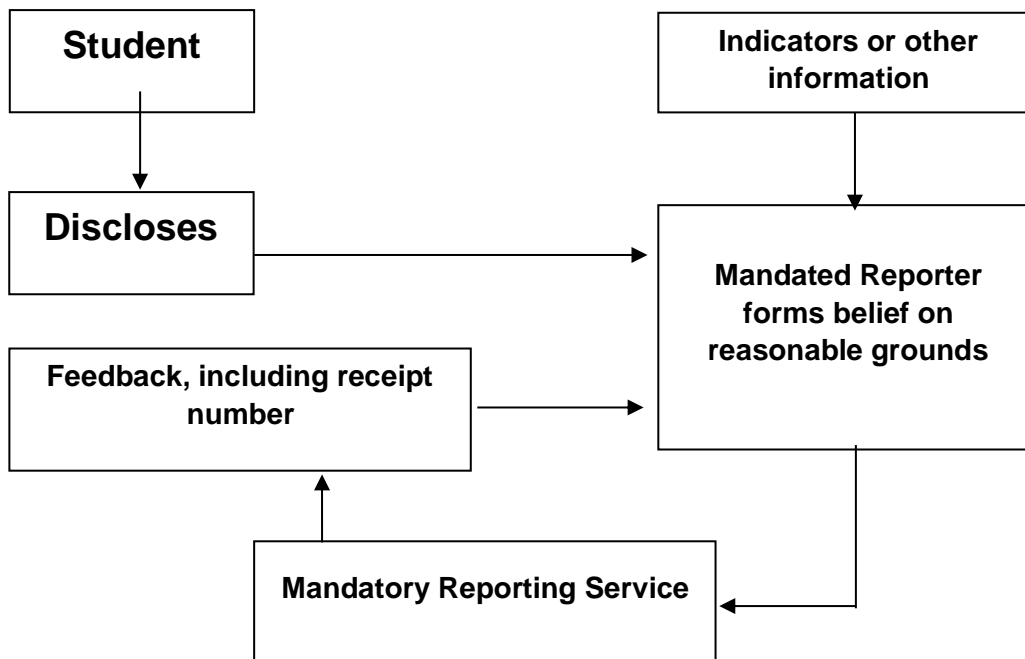 Student
Indicators or other
information
Discloses
Mandated Reporter
forms belief on
reasonable grounds
Feedback, including receipt
number
Mandatory Reporting Service